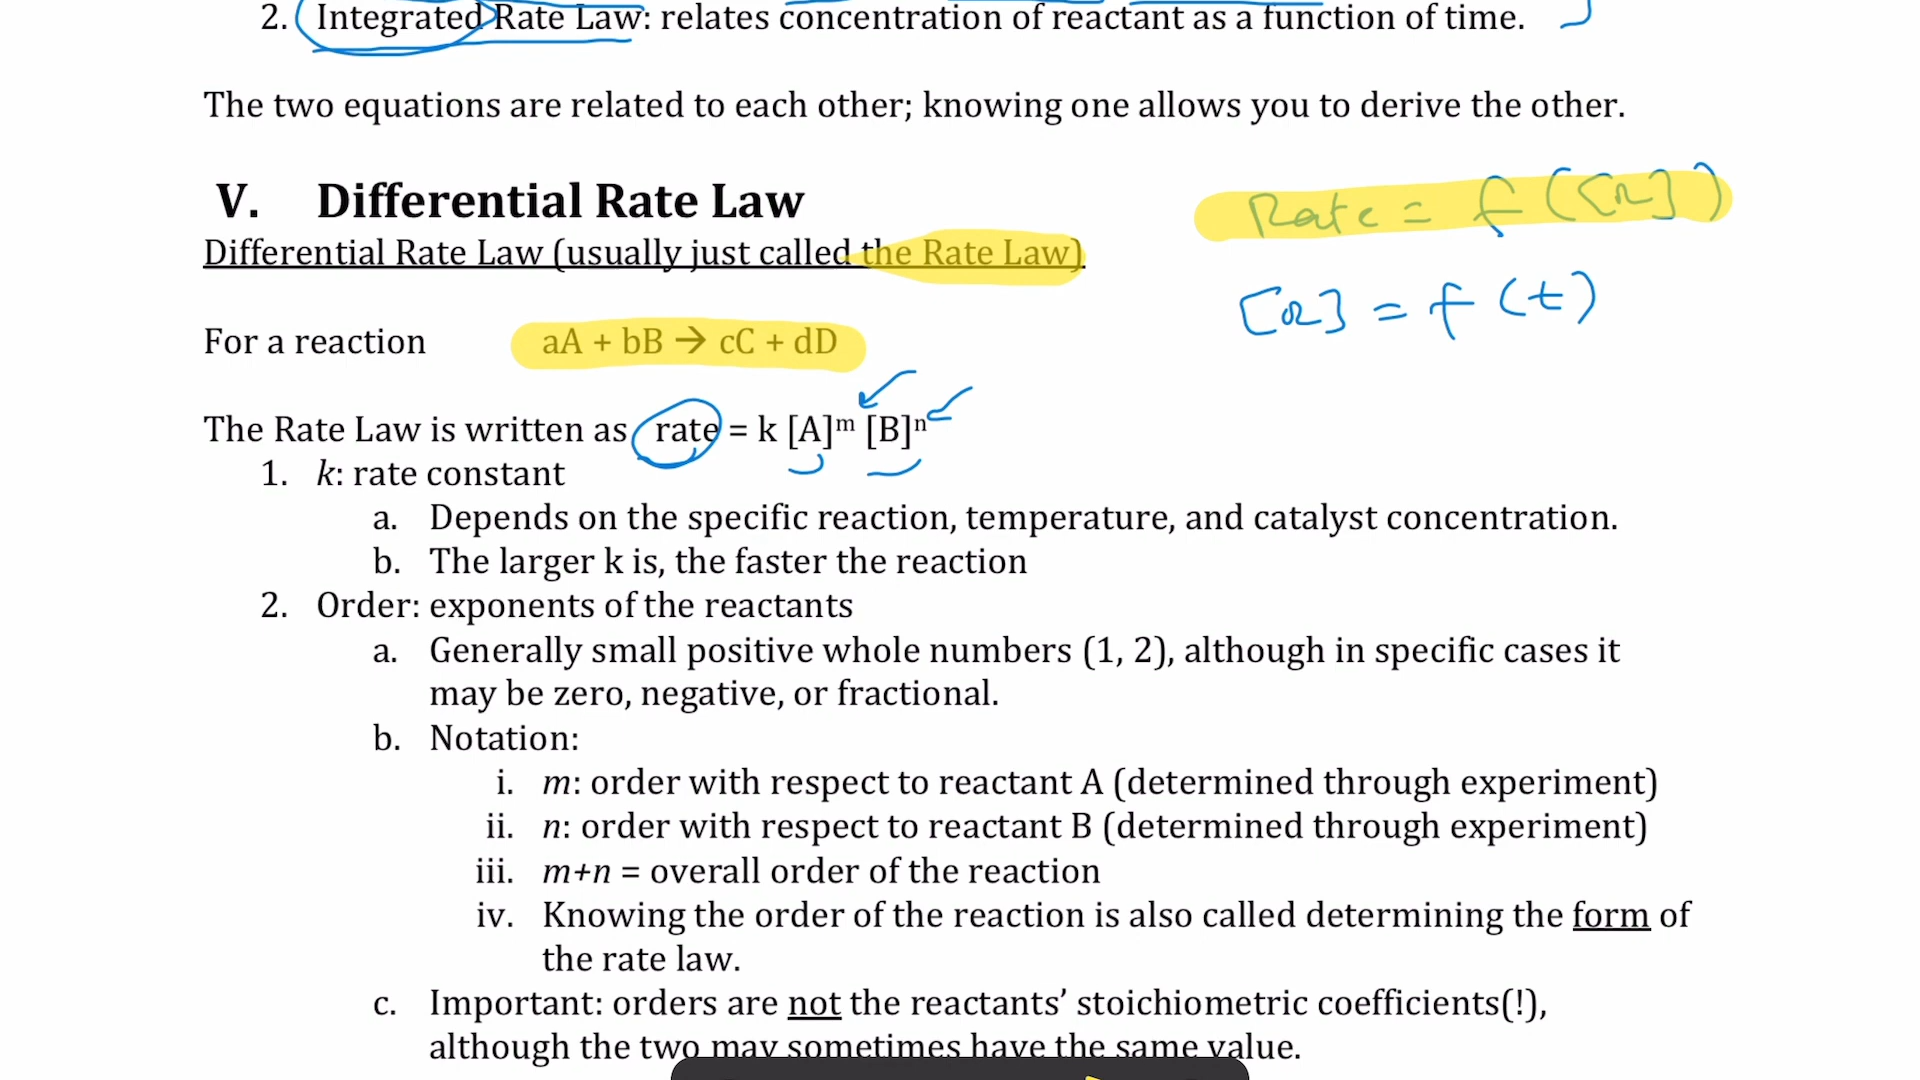 2. Integrated Rate Law: relates concentration of reactant as a function of time.
The two equations are related to each other; knowing one allows you to derive the other.
V. Differential Rate Law
Rate = f([r])
Differential Rate Law (usually just called the Rate Law)
[r] = f(t)
For a reaction aA + bB → cC + dD
The Rate Law is written as rate = k [A]ᵐ [B]ⁿ
1. k: rate constant
a. Depends on the specific reaction, temperature, and catalyst concentration.
b. The larger k is, the faster the reaction
2. Order: exponents of the reactants
a. Generally small positive whole numbers (1, 2), although in specific cases it
may be zero, negative, or fractional.
b. Notation:
i. m: order with respect to reactant A (determined through experiment)
ii. n: order with respect to reactant B (determined through experiment)
iii. m+n = overall order of the reaction
iv. Knowing the order of the reaction is also called determining the form of
the rate law.
c. Important: orders are not the reactants’ stoichiometric coefficients(!),
although the two may sometimes have the same value.